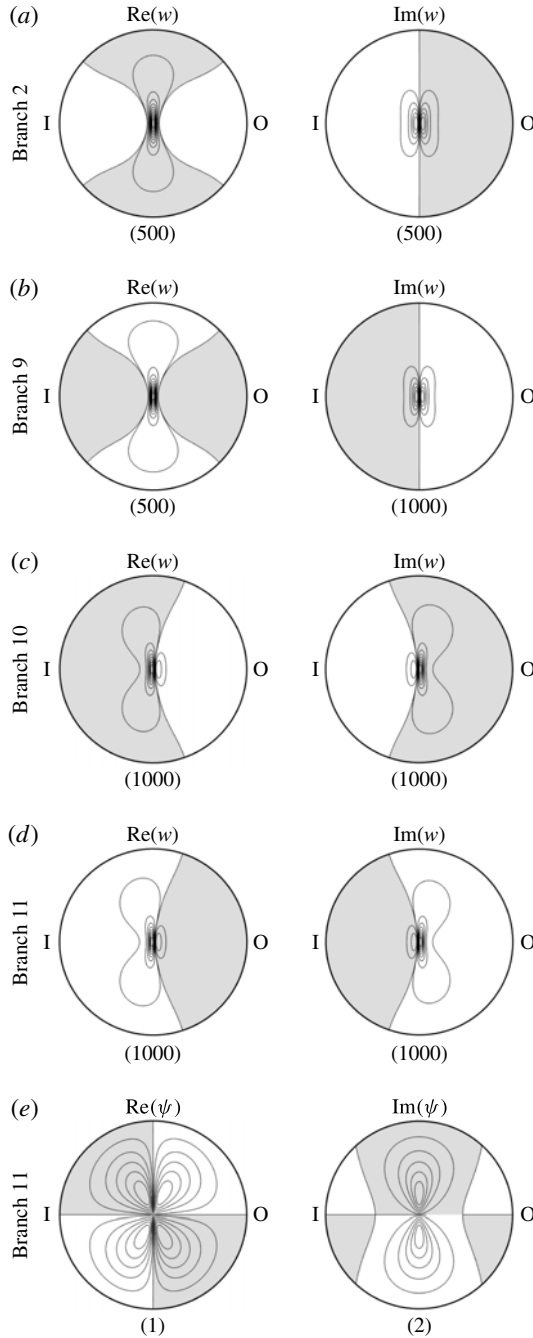 (a) Re(w) Im(w)
Branch 2 I O I O
(500) (500)
(b) Re(w) Im(w)
Branch 9 I O I O
(500) (1000)
(c) Re(w) Im(w)
Branch 10 I O I O
(1000) (1000)
(d) Re(w) Im(w)
Branch 11 I O I O
(1000) (1000)
(e) Re(ψ) Im(ψ)
Branch 11 I O I O
(1) (2)